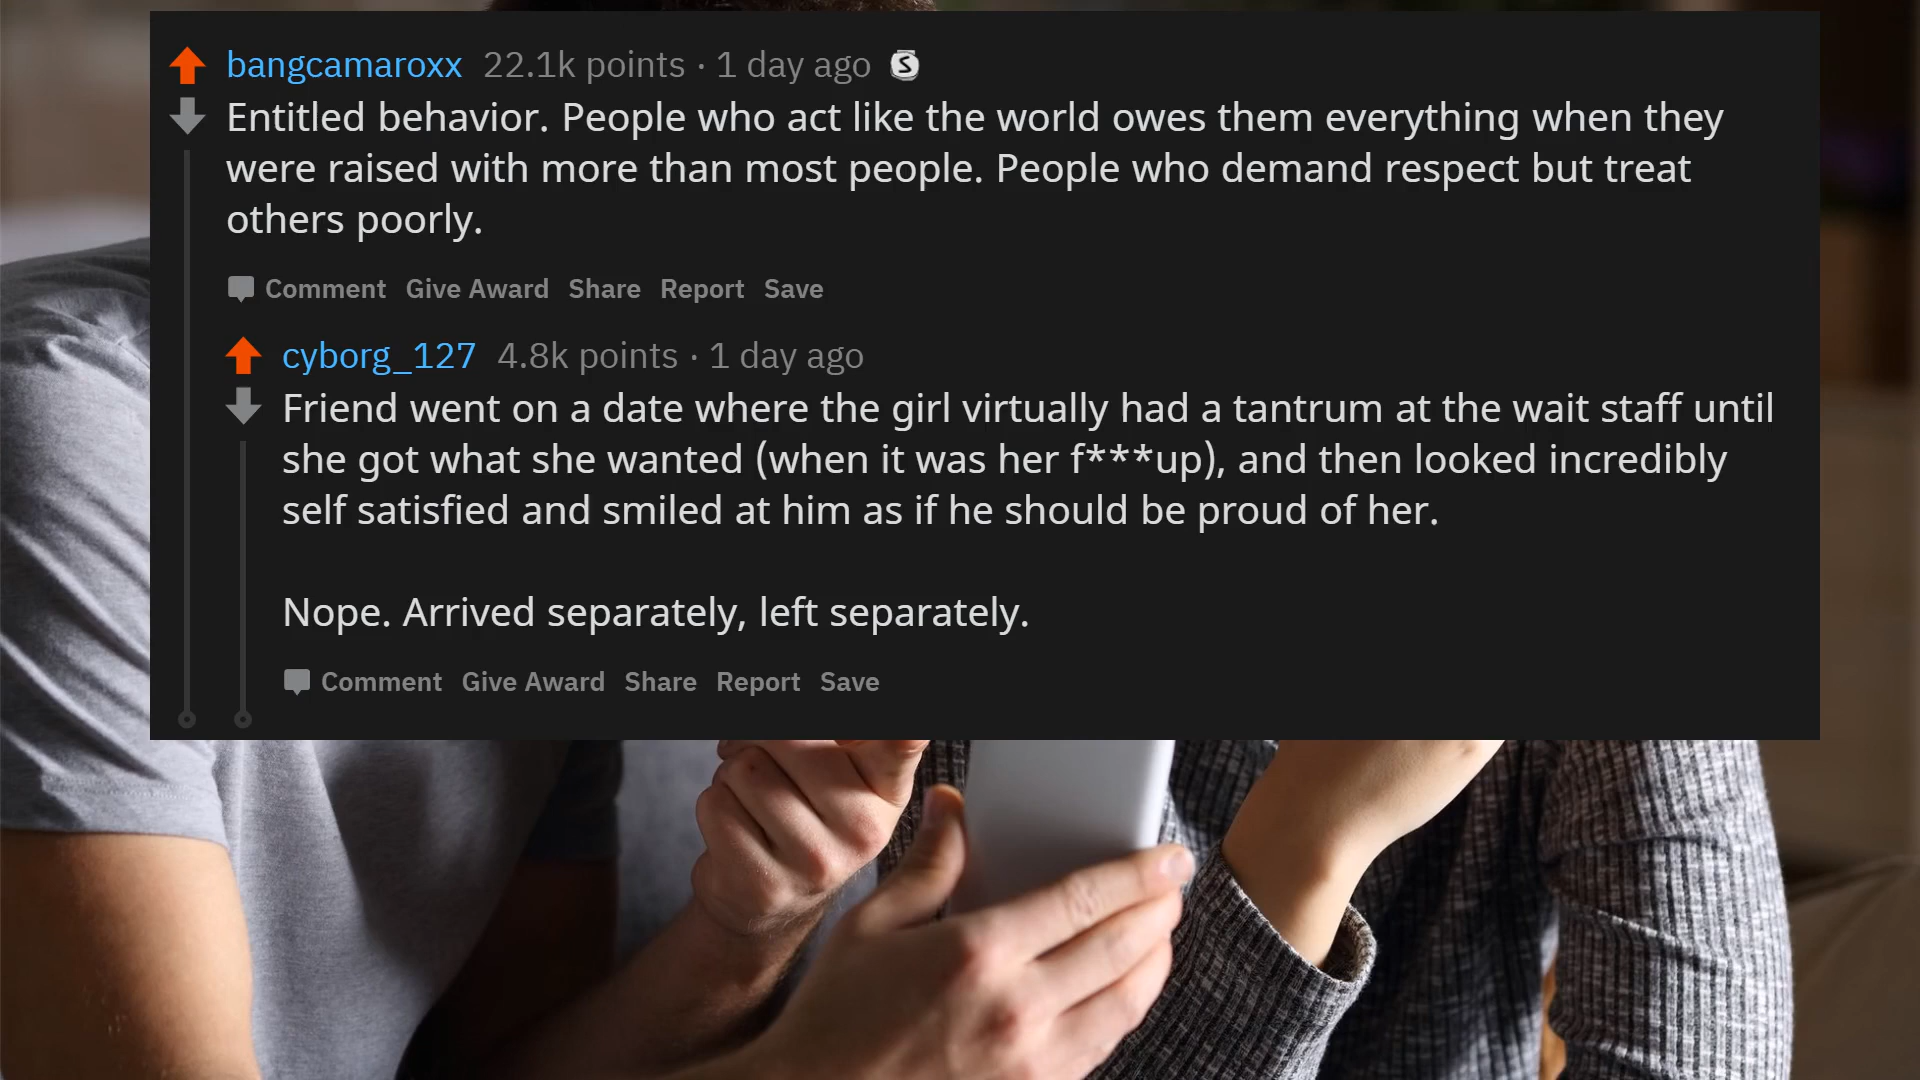 bangcamaroxx 22.1k points · 1 day ago S
Entitled behavior. People who act like the world owes them everything when they
were raised with more than most people. People who demand respect but treat
others poorly.
Comment Give Award Share Report Save
cyborg_127 4.8k points · 1 day ago
Friend went on a date where the girl virtually had a tantrum at the wait staff until
she got what she wanted (when it was her f***up), and then looked incredibly
self satisfied and smiled at him as if he should be proud of her.
Nope. Arrived separately, left separately.
Comment Give Award Share Report Save